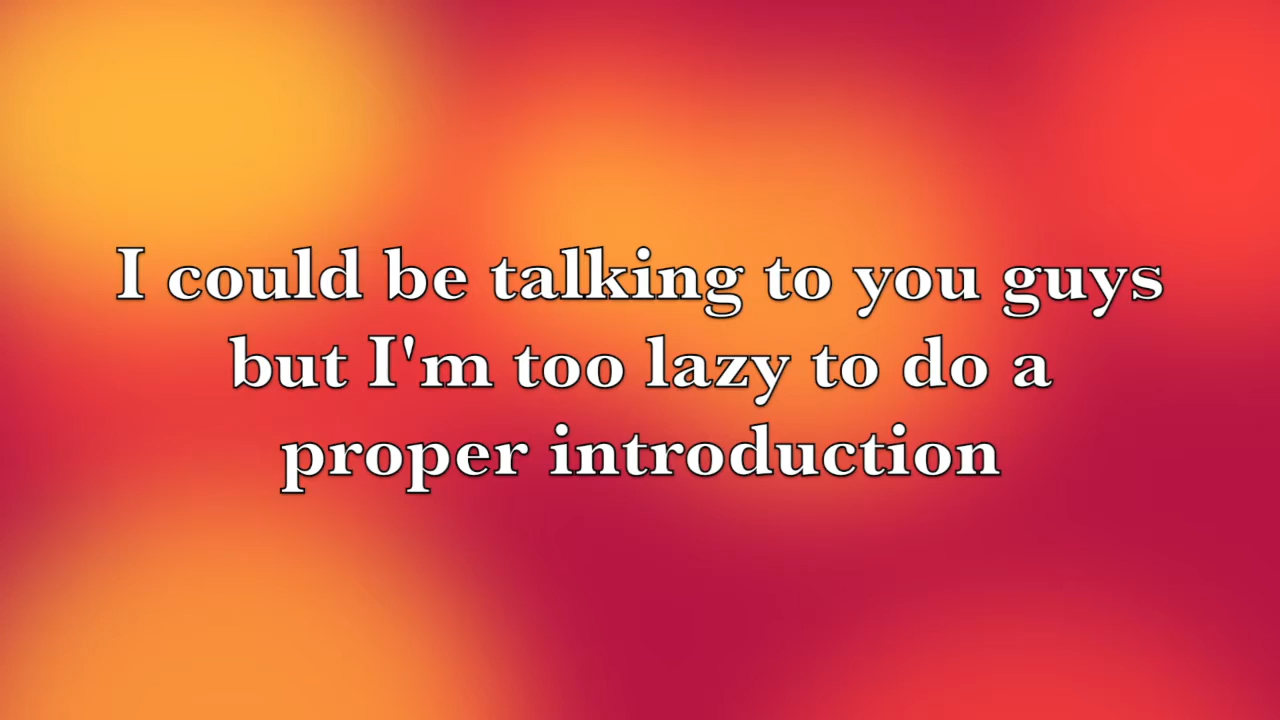 I could be talking to you guys
but I'm too lazy to do a
proper introduction